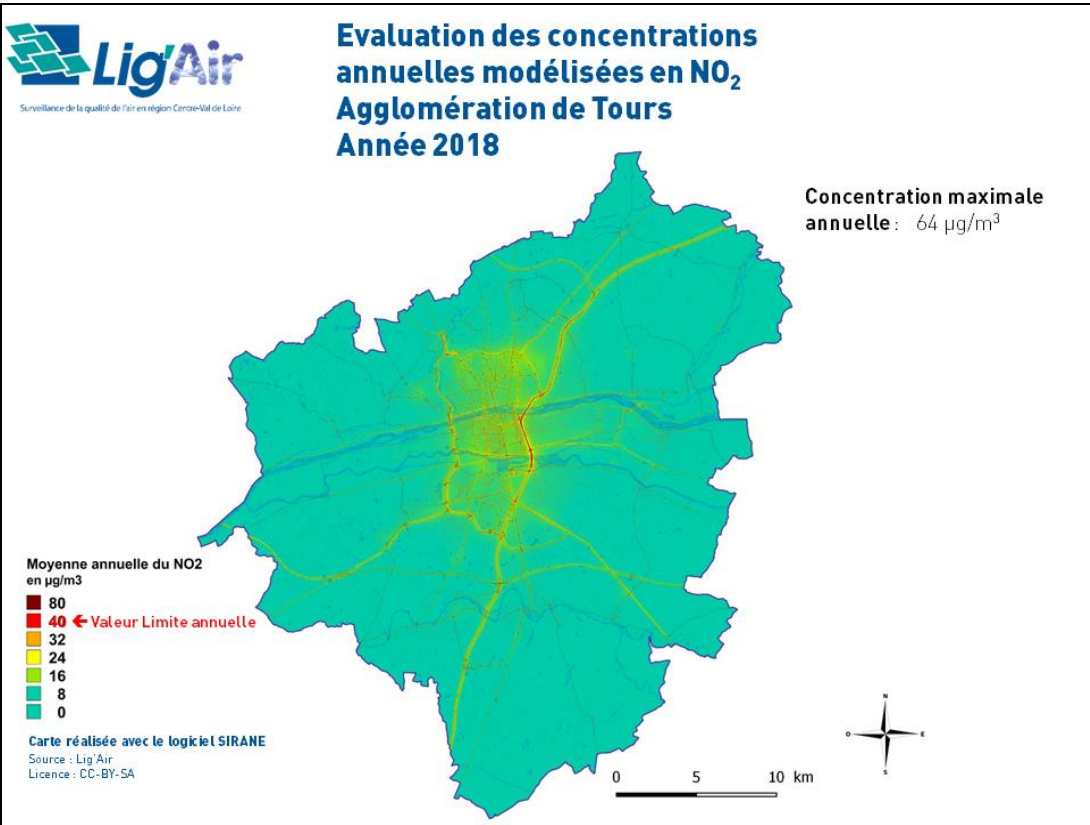 Lig'Air
Surveillance de la qualité de l'air en région Centre-Val de Loire
Evaluation des concentrations
annuelles modélisées en NO₂
Agglomération de Tours
Année 2018
Concentration maximale
annuelle : 64 µg/m³
Moyenne annuelle du NO2
en µg/m3
80
40 ← Valeur Limite annuelle
32
24
16
8
0
Carte réalisée avec le logiciel SIRANE
Source : Lig'Air
Licence : CC-BY-SA
0 5 10 km
N
O E
S